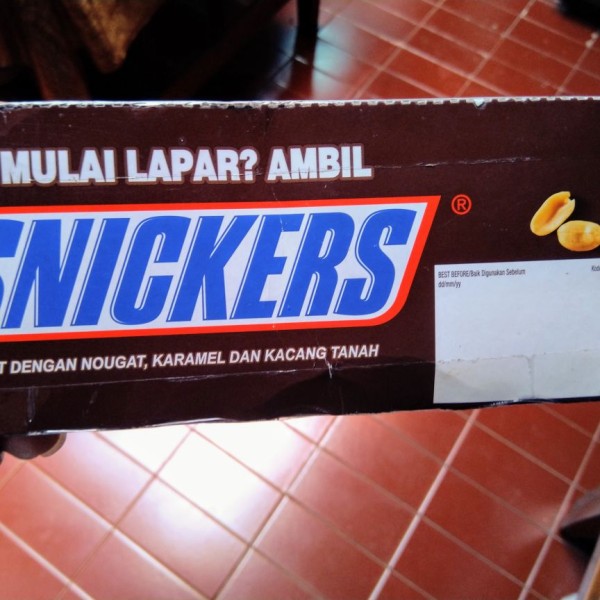 MULAI LAPAR? AMBIL
SNICKERS®
DENGAN NOUGAT, KARAMEL DAN KACANG TANAH
BEST BEFORE/Baik Digunakan Sebelum
dd/mm/yy